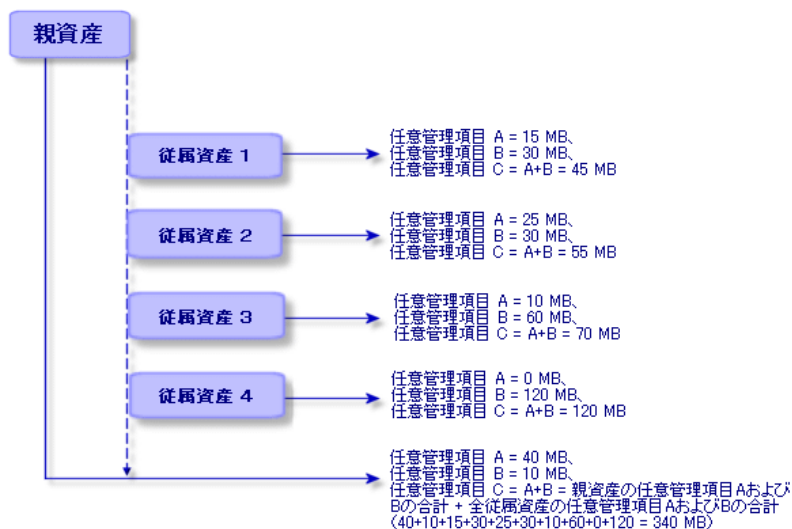 親資産
従属資産 1
任意管理項目 A = 15 MB、
任意管理項目 B = 30 MB、
任意管理項目 C = A+B = 45 MB
従属資産 2
任意管理項目 A = 25 MB、
任意管理項目 B = 30 MB、
任意管理項目 C = A+B = 55 MB
従属資産 3
任意管理項目 A = 10 MB、
任意管理項目 B = 60 MB、
任意管理項目 C = A+B = 70 MB
従属資産 4
任意管理項目 A = 0 MB、
任意管理項目 B = 120 MB、
任意管理項目 C = A+B = 120 MB
任意管理項目 A = 40 MB、
任意管理項目 B = 10 MB、
任意管理項目 C = A+B = 親資産の任意管理項目Aおよび
Bの合計 + 全従属資産の任意管理項目AおよびBの合計
(40+10+15+30+25+30+10+60+0+120 = 340 MB)